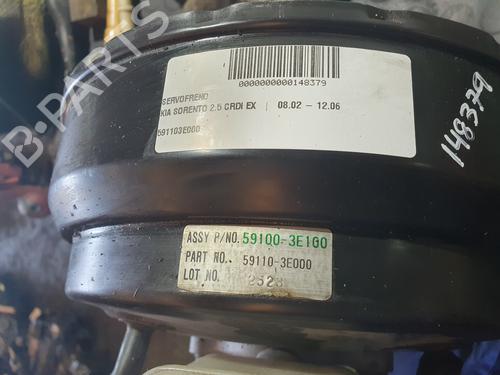 0000000000148379
SERVOFRENO
KIA SORENTO 2.5 CRDI EX | 08.02 – 12.06
591103E000
148379
ASSY P/NO. 59100-3E100
PART NO.. 59110-3E000
LOT NO. 2523